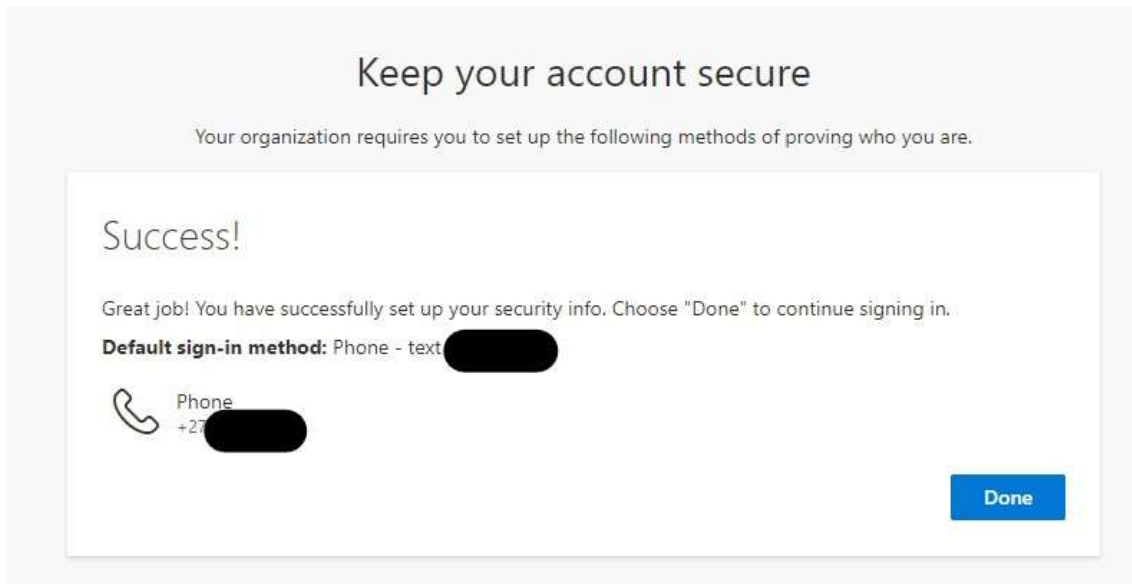 Keep your account secure
Your organization requires you to set up the following methods of proving who you are.
Success!
Great job! You have successfully set up your security info. Choose "Done" to continue signing in.
Default sign-in method: Phone - text
Phone
+27
Done